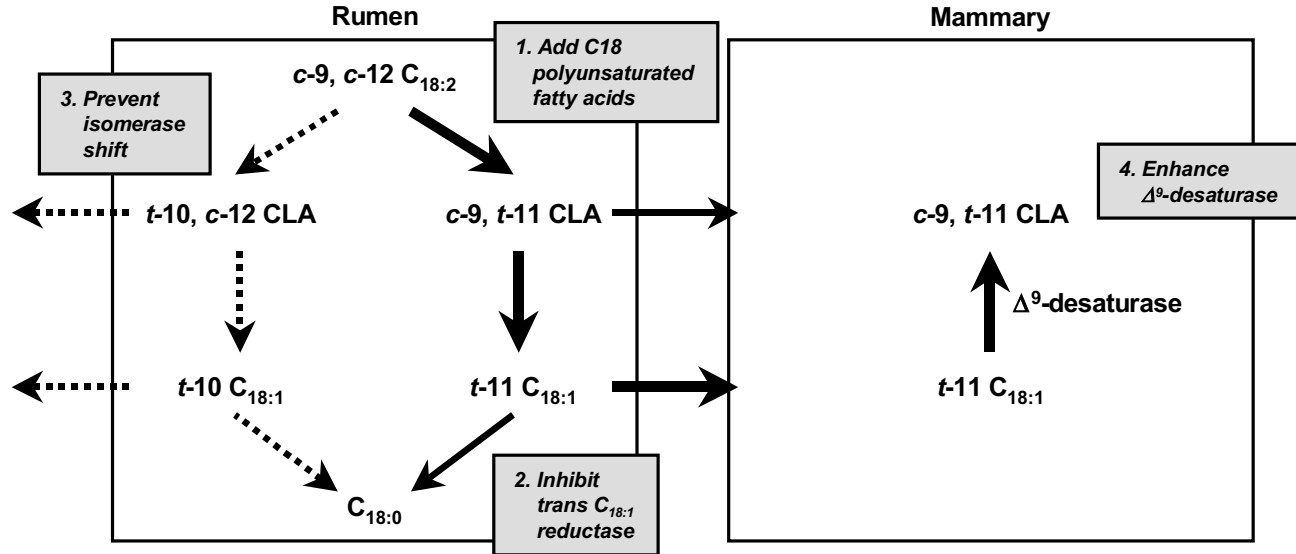 Rumen
Mammary
1. Add C18
polyunsaturated
fatty acids
c-9, c-12 C18:2
3. Prevent
isomerase
shift
4. Enhance
Δ⁹-desaturase
t-10, c-12 CLA
c-9, t-11 CLA
c-9, t-11 CLA
Δ⁹-desaturase
t-10 C18:1
t-11 C18:1
t-11 C18:1
2. Inhibit
trans C18:1
reductase
C18:0